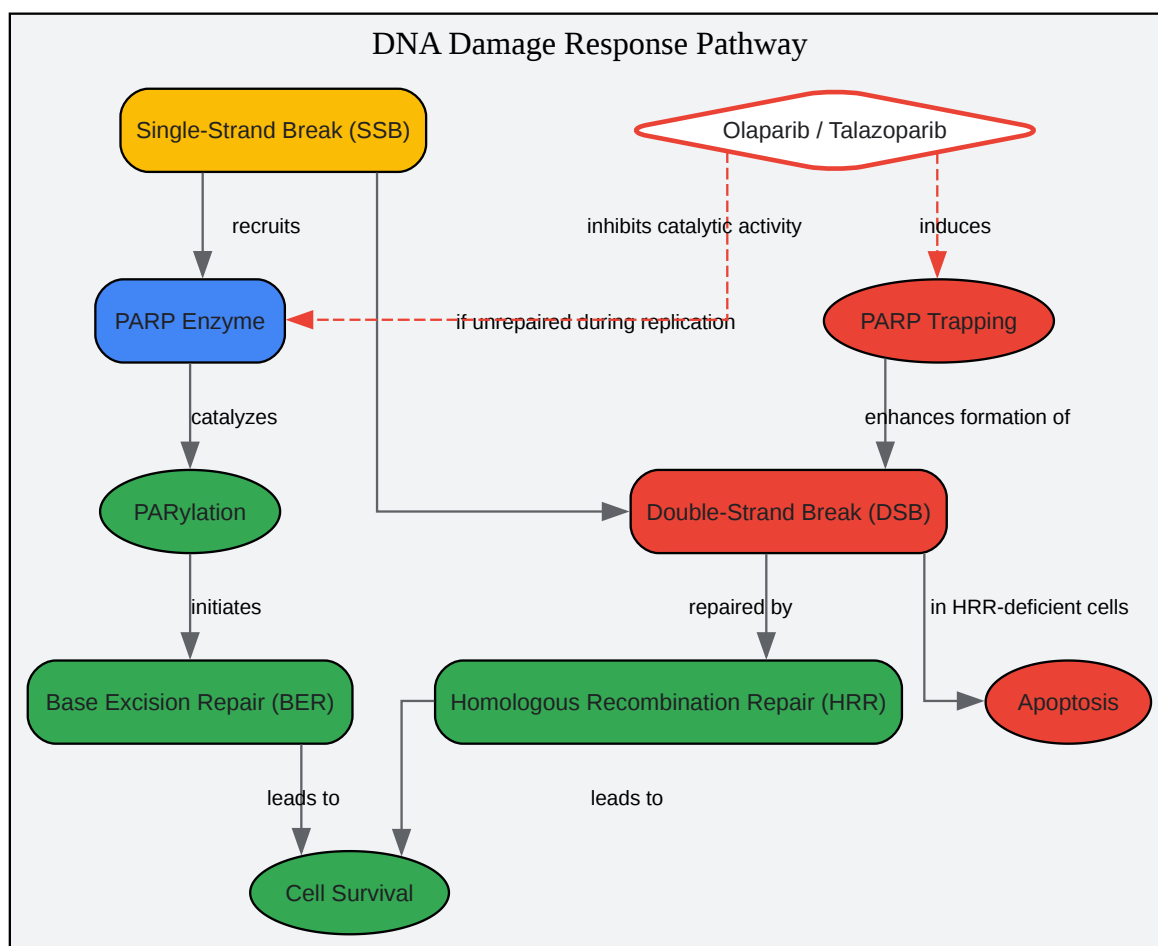 DNA Damage Response Pathway
Single-Strand Break (SSB)
Olaparib / Talazoparib
recruits
inhibits catalytic activity
induces
PARP Enzyme
if unrepaired during replication
PARP Trapping
catalyzes
enhances formation of
PARylation
Double-Strand Break (DSB)
initiates
repaired by
in HRR-deficient cells
Base Excision Repair (BER)
Homologous Recombination Repair (HRR)
Apoptosis
leads to
leads to
Cell Survival